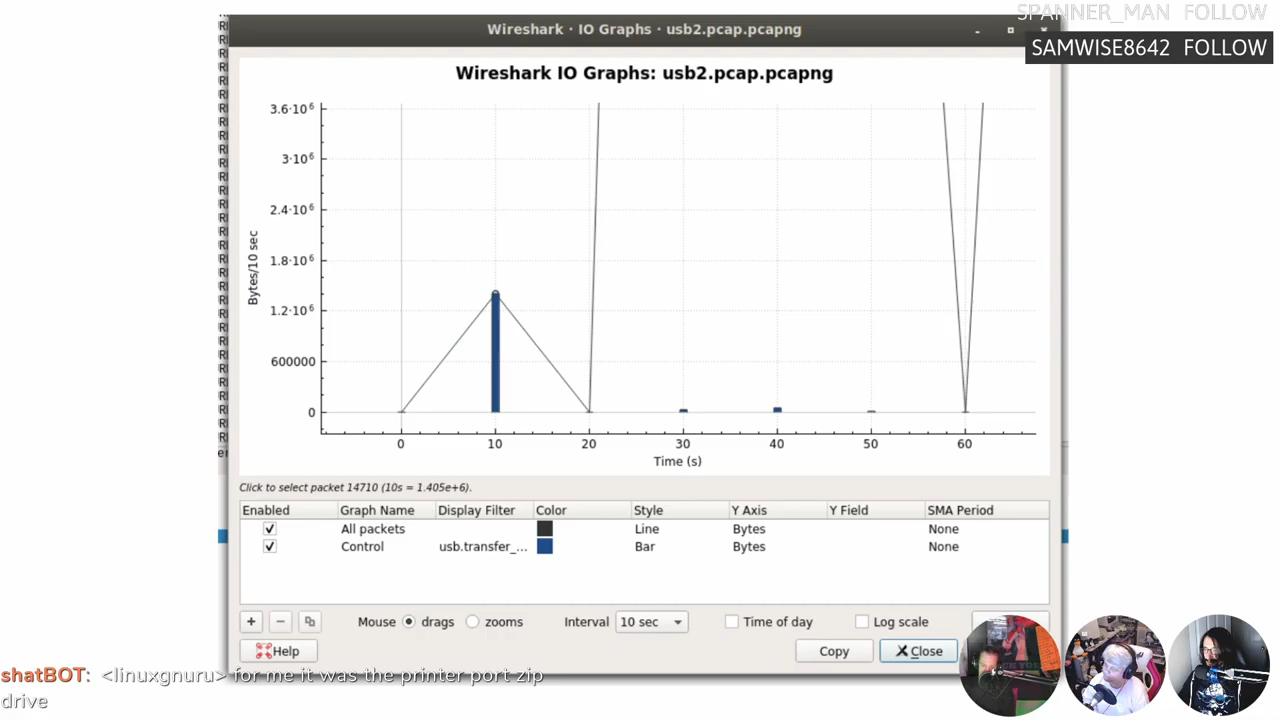 SPANNER_MAN FOLLOW
Wireshark · IO Graphs · usb2.pcap.pcapng
SAMWISE8642 FOLLOW
Wireshark IO Graphs: usb2.pcap.pcapng
3.6·10⁶
3·10⁶
2.4·10⁶
1.8·10⁶
1.2·10⁶
600000
0
Bytes/10 sec
0 10 20 30 40 50 60
Time (s)
Click to select packet 14710 (10s = 1.405e+6).
Enabled Graph Name Display Filter Color Style Y Axis Y Field SMA Period
All packets Line Bytes None
Control usb.transfer_... Bar Bytes None
+ − Mouse drags zooms Interval 10 sec Time of day Log scale
Help Copy Close
shatBOT: <linuxgnuru> for me it was the printer port zip
drive